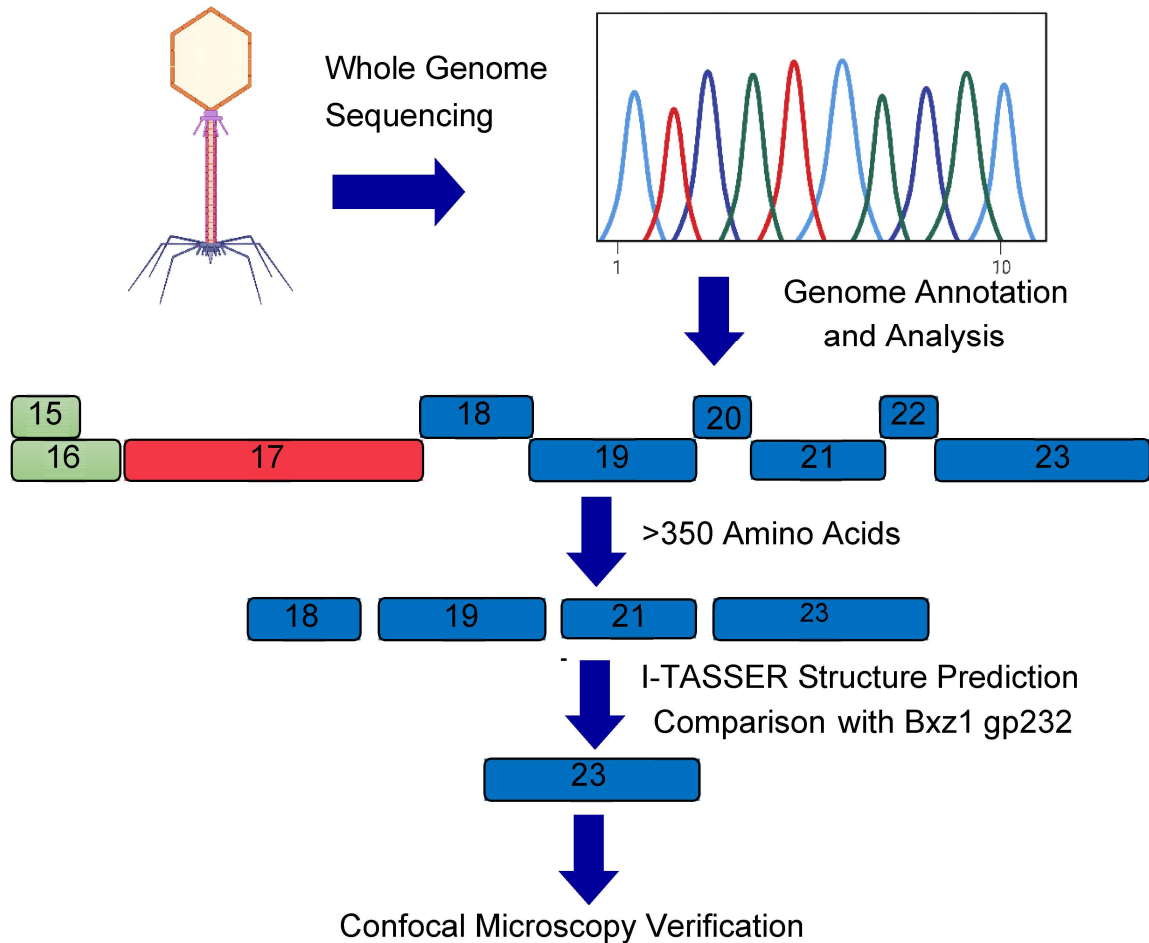 Whole Genome
Sequencing
1 10
Genome Annotation
and Analysis
15 18 20 22
16 17 19 21 23
>350 Amino Acids
18 19 21 23
I-TASSER Structure Prediction
Comparison with Bxz1 gp232
23
Confocal Microscopy Verification